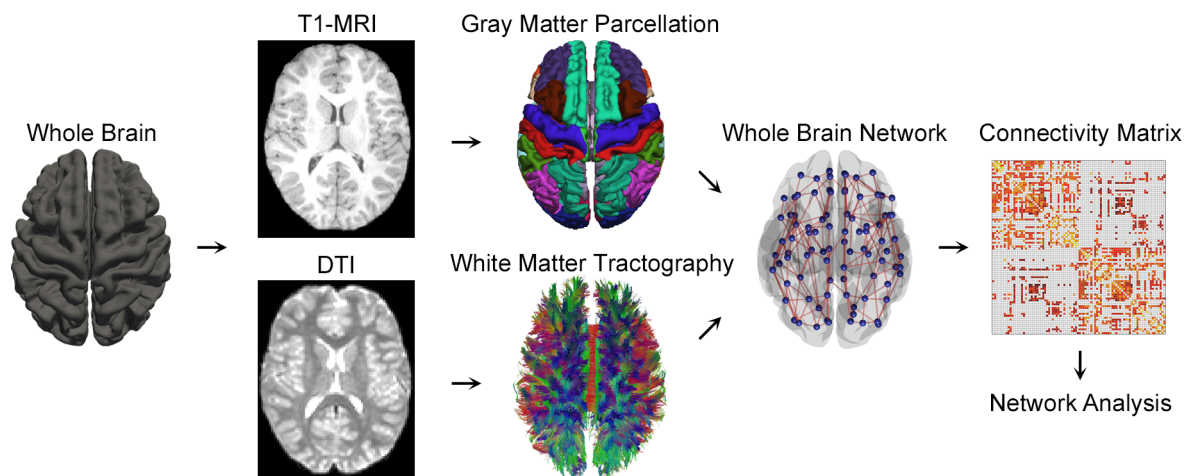 T1-MRI
Gray Matter Parcellation
Whole Brain
Whole Brain Network
Connectivity Matrix
DTI
White Matter Tractography
Network Analysis